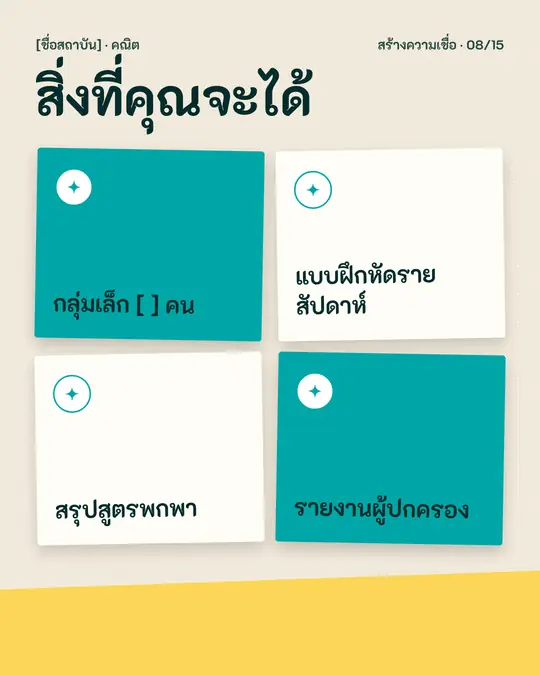 [ชื่อสถาบัน] · คณิต
สร้างความเชื่อ · 08/15
สิ่งที่คุณจะได้
กลุ่มเล็ก [ ] คน
แบบฝึกหัดราย
สัปดาห์
สรุปสูตรพกพา
รายงานผู้ปกครอง